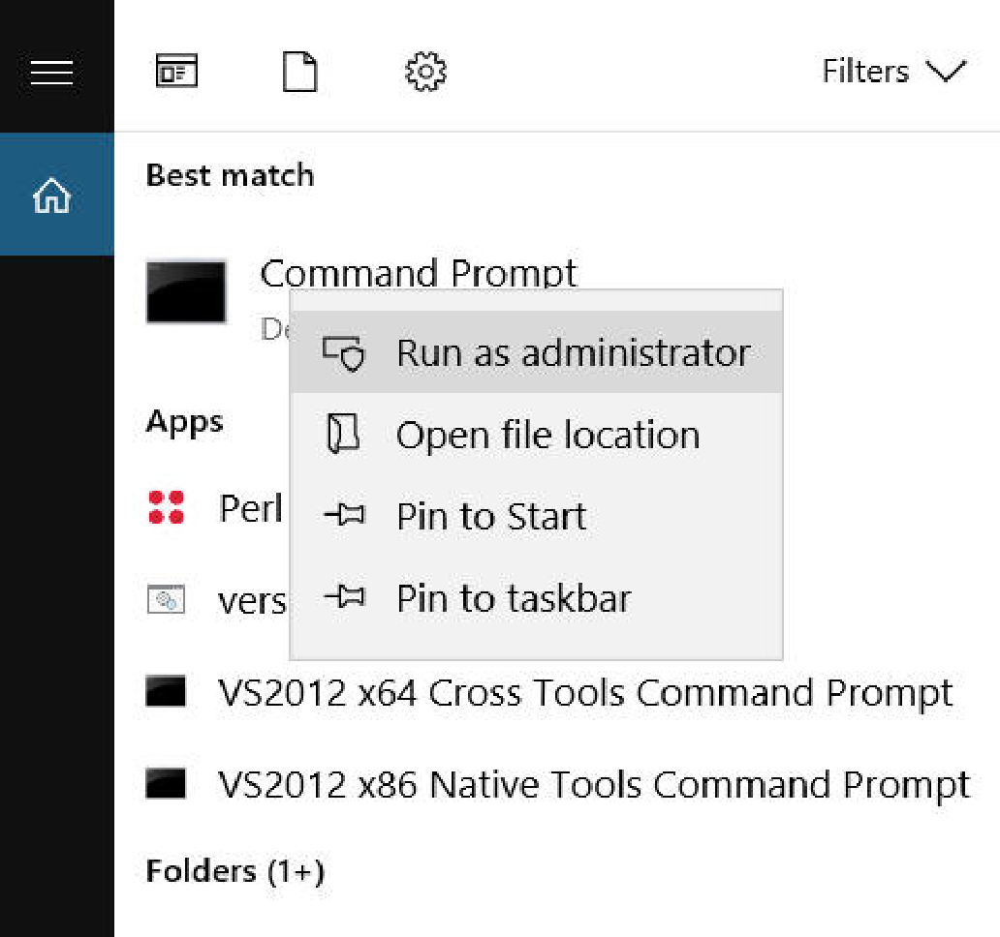 Filters
Best match
Command Prompt
Run as administrator
Apps
Open file location
Perl
Pin to Start
vers
Pin to taskbar
VS2012 x64 Cross Tools Command Prompt
VS2012 x86 Native Tools Command Prompt
Folders (1+)